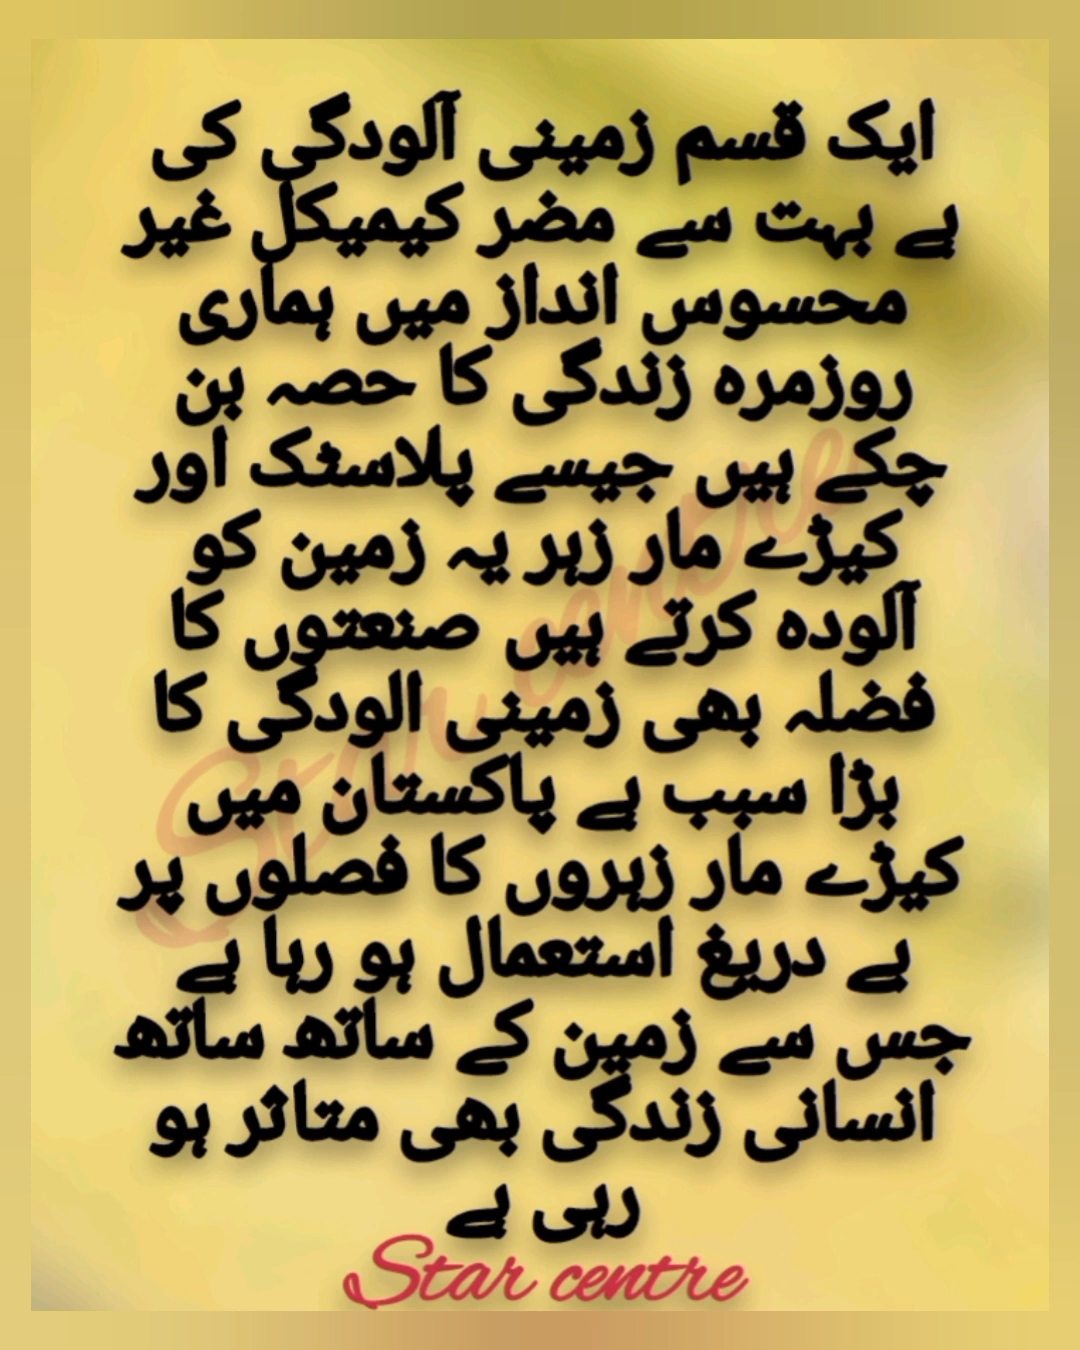 ایک قسم زمینی آلودگی کی
ہے بہت سے مضر کیمیکل غیر
محسوس انداز میں ہماری
روزمرہ زندگی کا حصہ بن
چکے ہیں جیسے پلاسٹک اور
کیڑے مار زہر یہ زمین کو
آلودہ کرتے ہیں صنعتوں کا
فضلہ بھی زمینی الودگی کا
بڑا سبب ہے پاکستان میں
کیڑے مار زہروں کا فصلوں پر
بے دریغ استعمال ہو رہا ہے
جس سے زمین کے ساتھ ساتھ
انسانی زندگی بھی متاثر ہو
رہی ہے
Star centre
Star centre